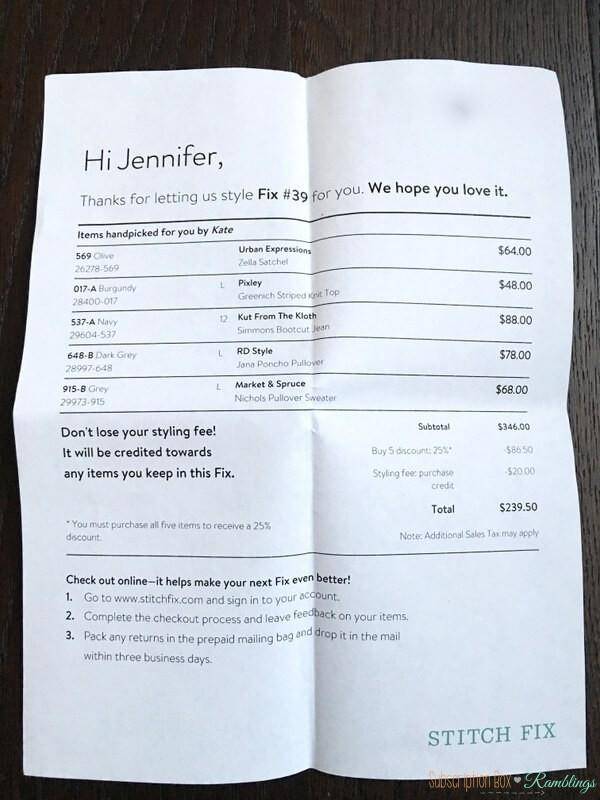 Hi Jennifer,
Thanks for letting us style Fix #39 for you. We hope you love it.
Items handpicked for you by Kate
569 Olive Urban Expressions $64.00
26278-569 Zella Satchel
017-A Burgundy L Pixley $48.00
28400-017 Greenich Striped Knit Top
537-A Navy 12 Kut From The Kloth $88.00
29604-537 Simmons Bootcut Jean
648-B Dark Grey L RD Style $78.00
28997-648 Jana Poncho Pullover
915-B Grey L Market & Spruce $68.00
29973-915 Nichols Pullover Sweater
Don't lose your styling fee!
It will be credited towards
any items you keep in this Fix.
* You must purchase all five items to receive a 25%
discount.
Subtotal $346.00
Buy 5 discount: 25%* -$86.50
Styling fee: purchase -$20.00
credit
Total $239.50
Note: Additional Sales Tax may apply
Check out online—it helps make your next Fix even better!
1. Go to www.stitchfix.com and sign in to your account.
2. Complete the checkout process and leave feedback on your items.
3. Pack any returns in the prepaid mailing bag and drop it in the mail
within three business days.
STITCH FIX
Subscription Box ♥ Ramblings